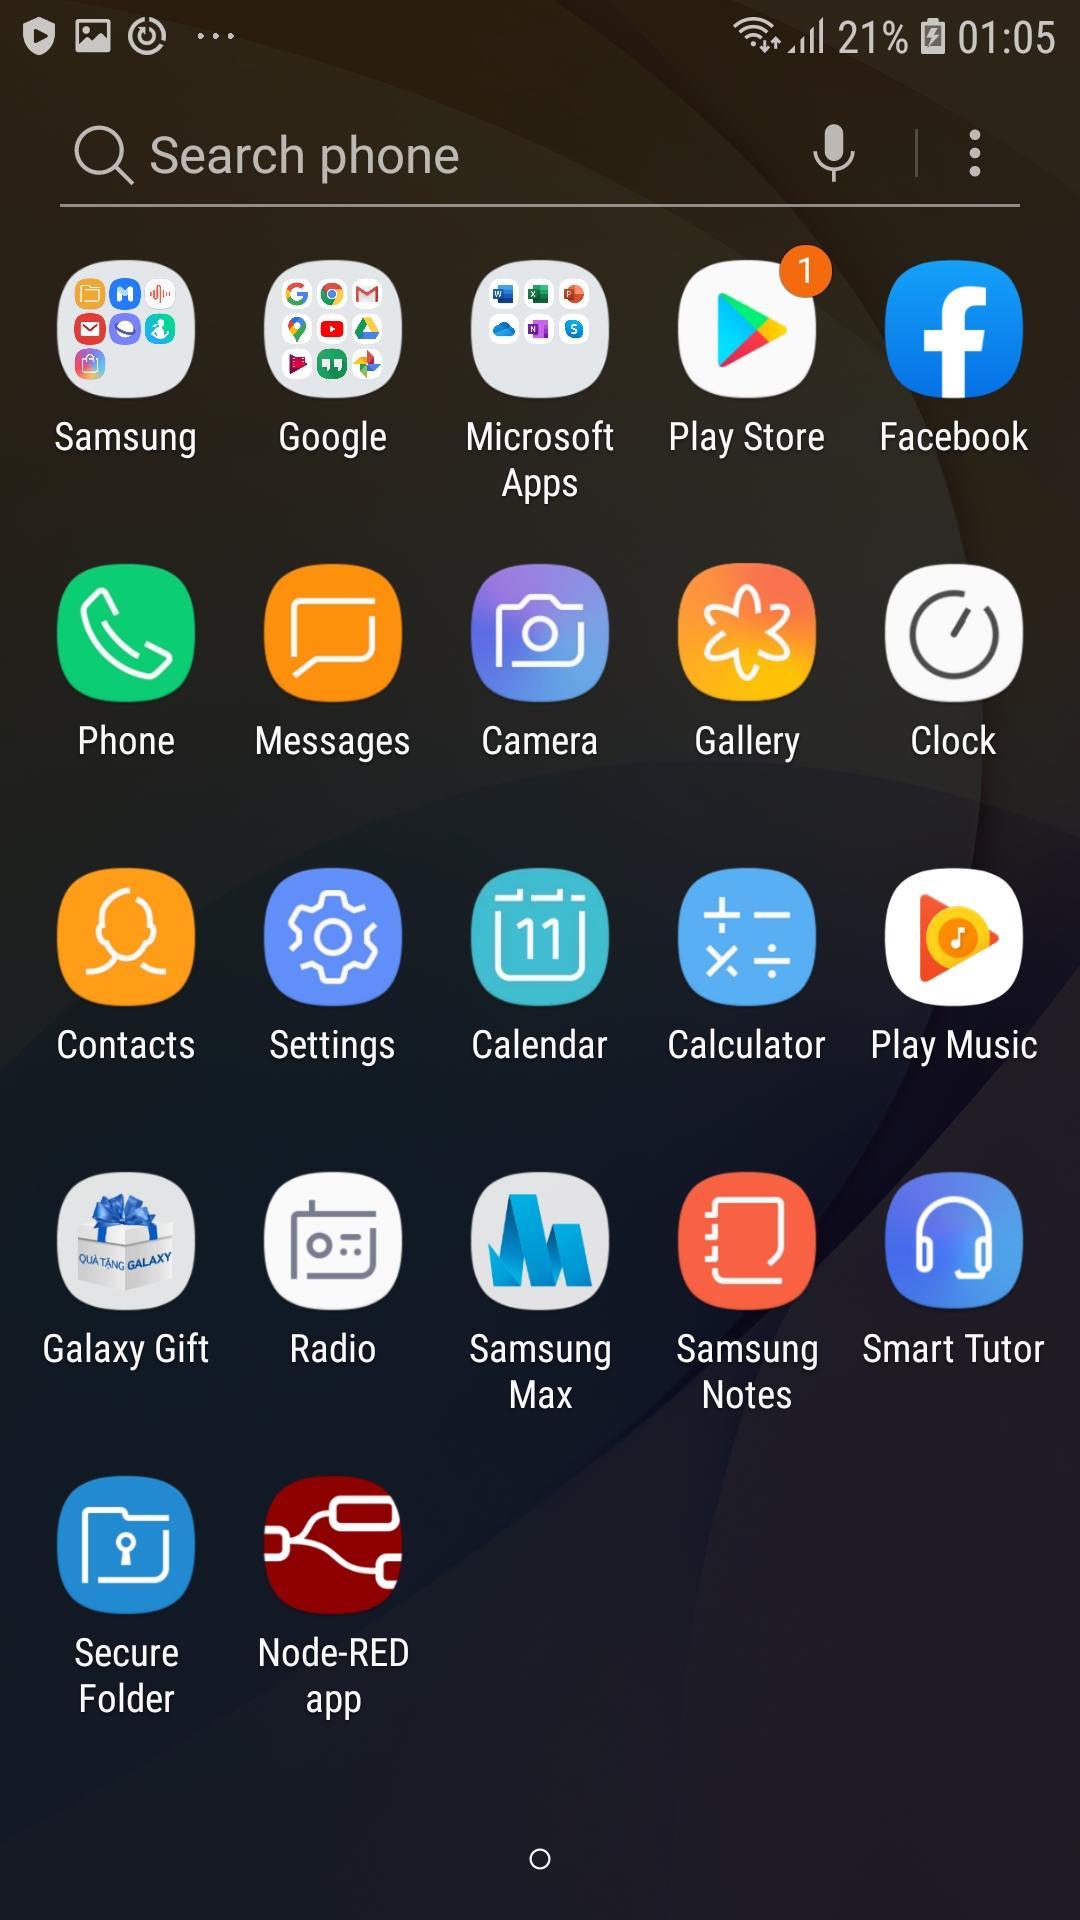 21% 01:05
Search phone
1
Samsung Google Microsoft Apps Play Store Facebook
Phone Messages Camera Gallery Clock
11
Contacts Settings Calendar Calculator Play Music
QUÀ TẶNG GALAXY
Galaxy Gift Radio Samsung Max Samsung Notes Smart Tutor
Secure Folder Node-RED app